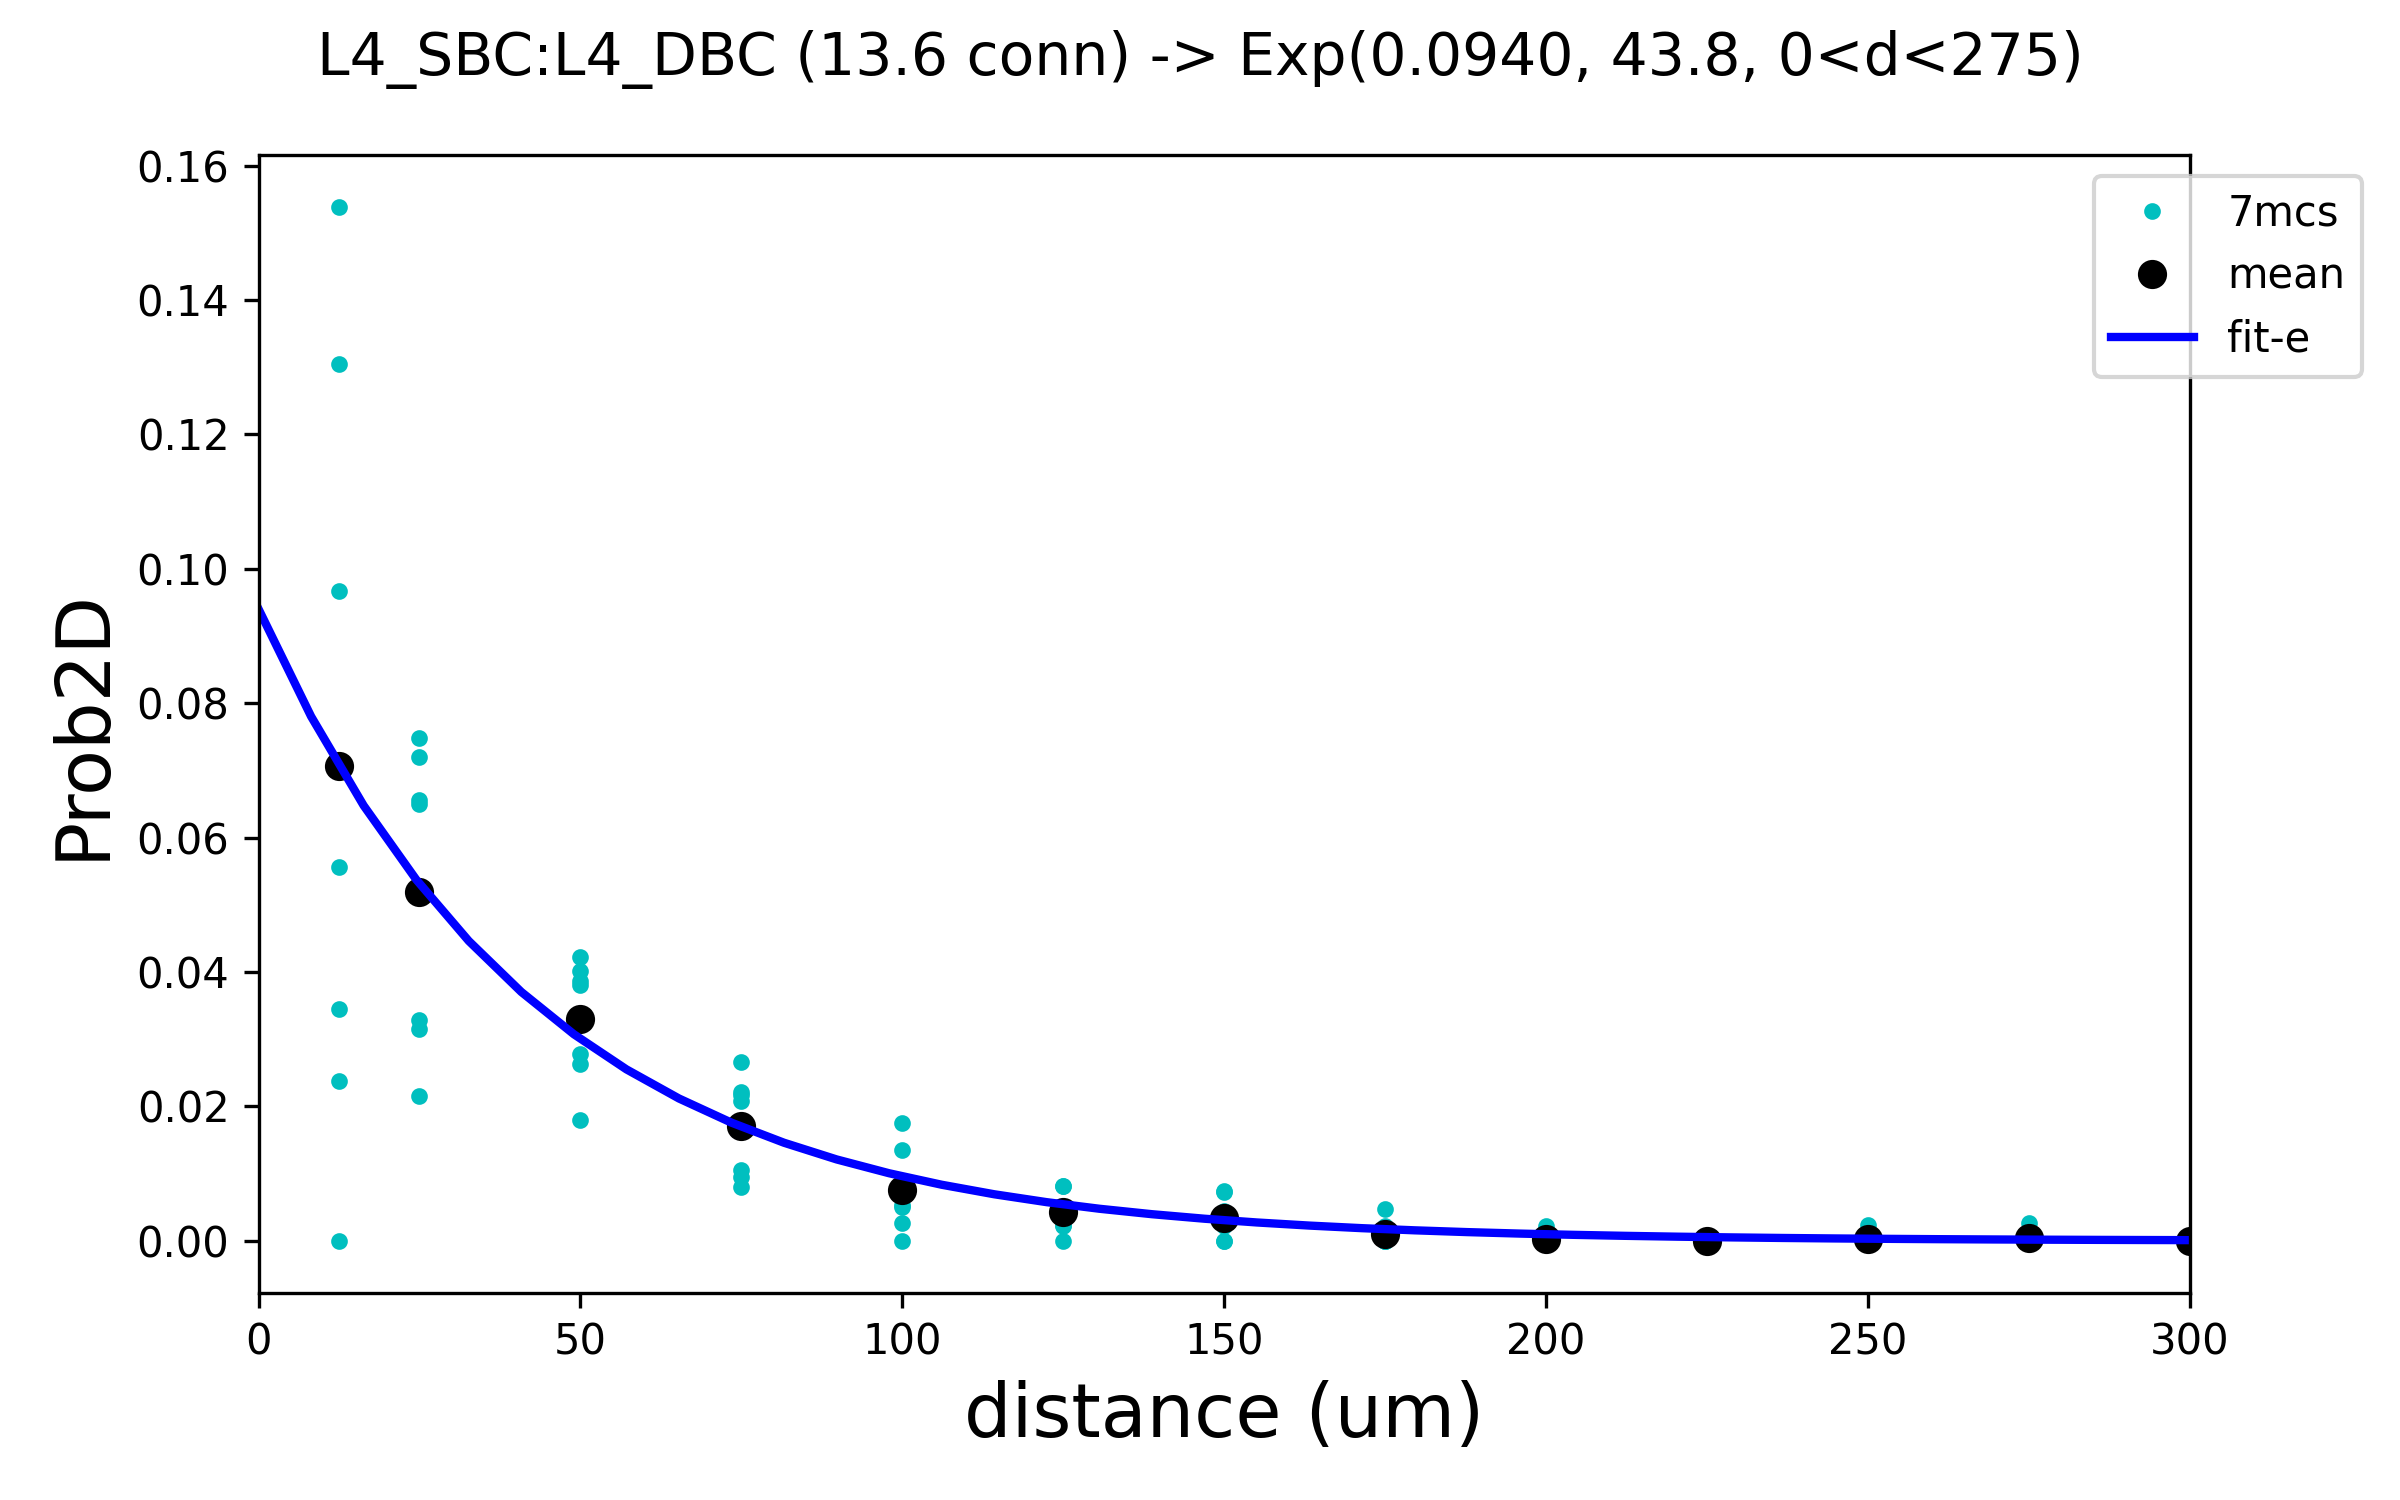 L4_SBC:L4_DBC (13.6 conn) -> Exp(0.0940, 43.8, 0<d<275)
0.16
0.14
0.12
0.10
0.08
0.06
0.04
0.02
0.00
Prob2D
7mcs
mean
fit-e
0 50 100 150 200 250 300
distance (um)